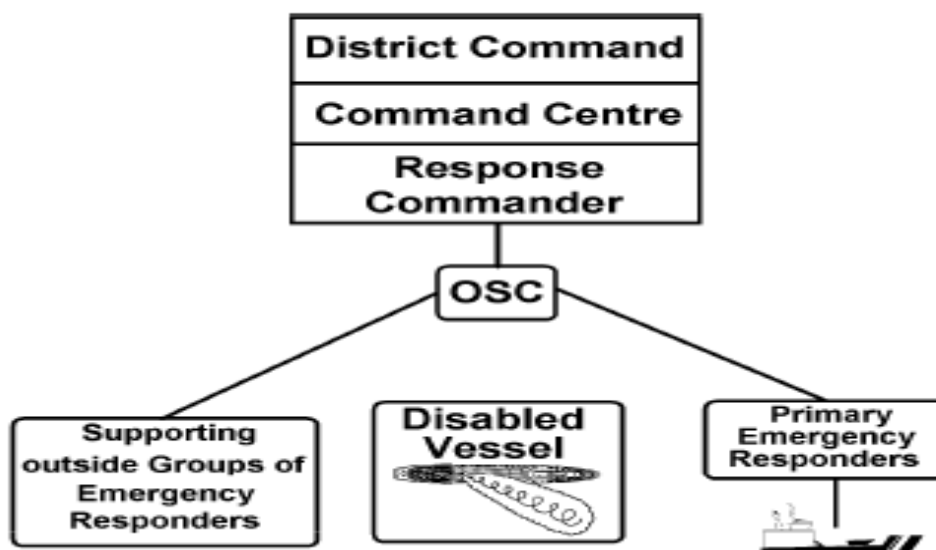 District Command
Command Centre
Response
Commander
OSC
Supporting
outside Groups of
Emergency
Responders
Disabled
Vessel
Primary
Emergency
Responders